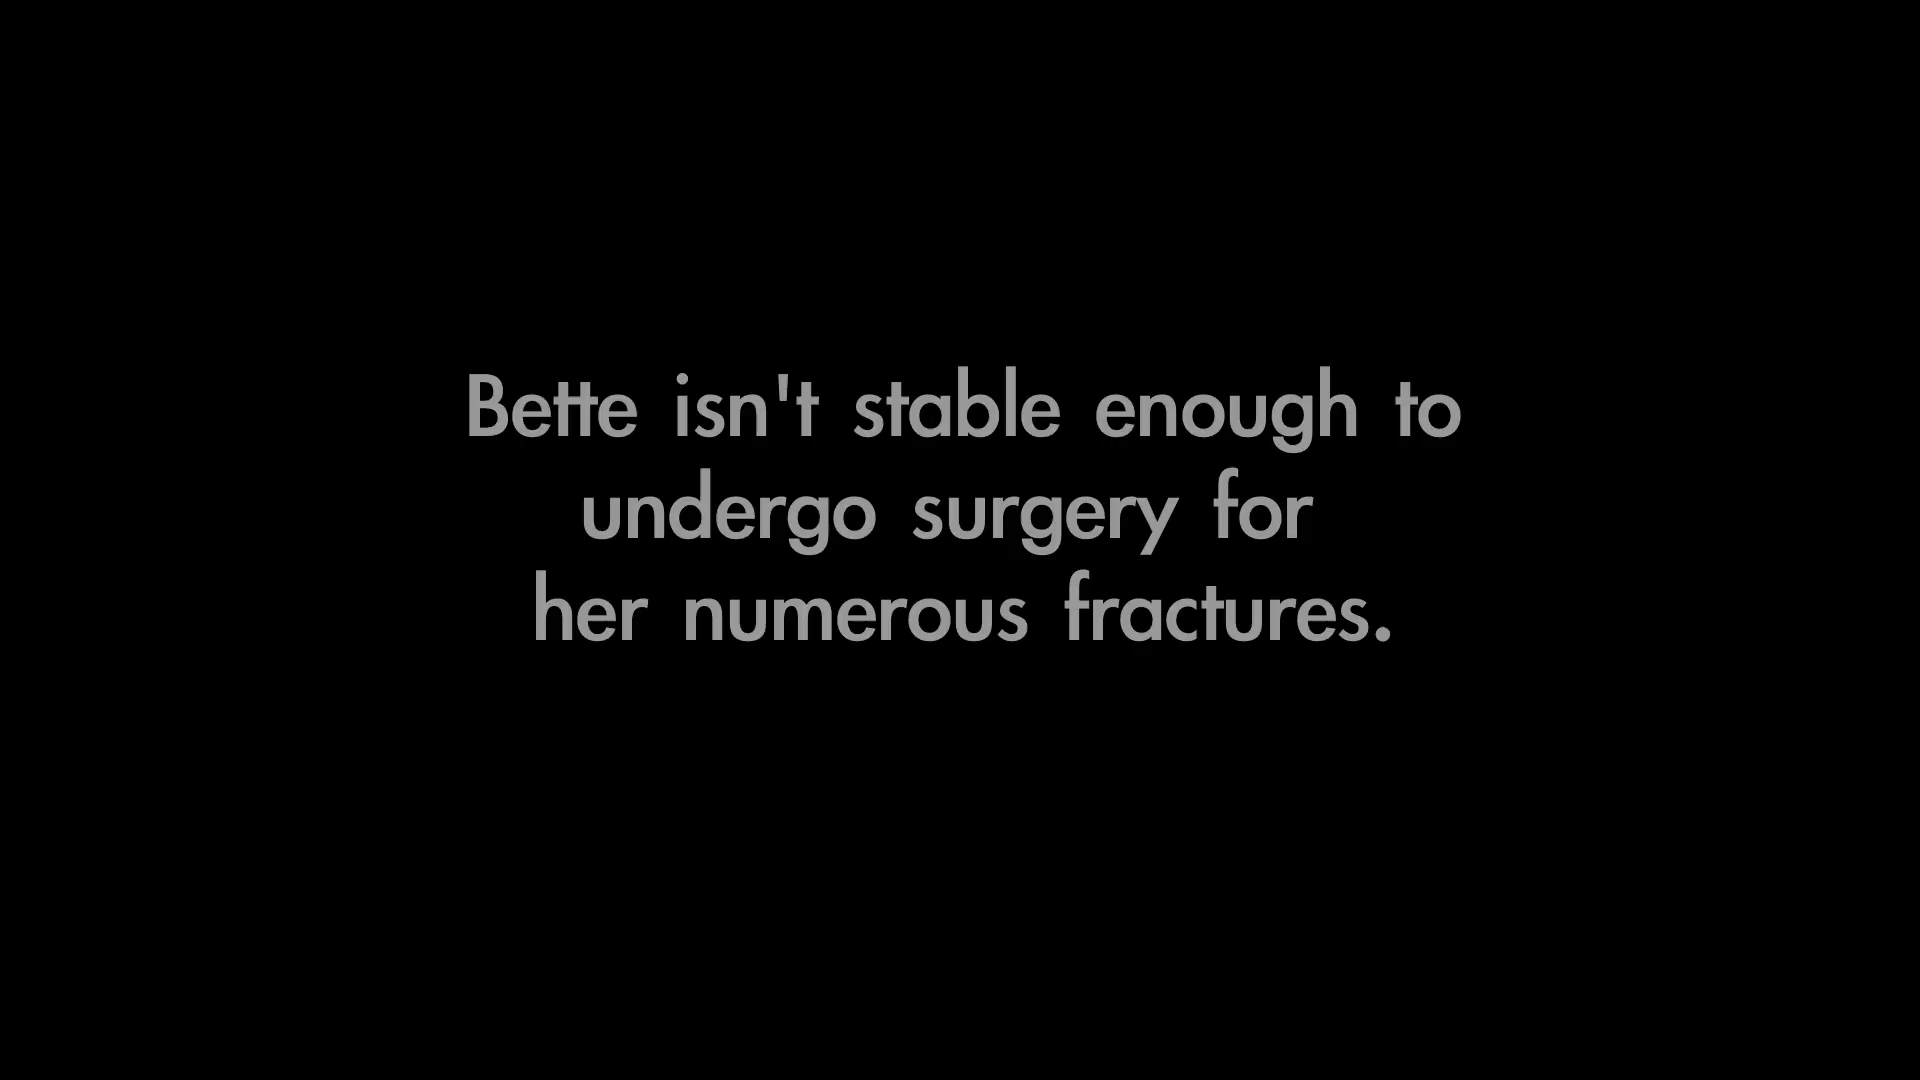 Bette isn't stable enough to
undergo surgery for
her numerous fractures.